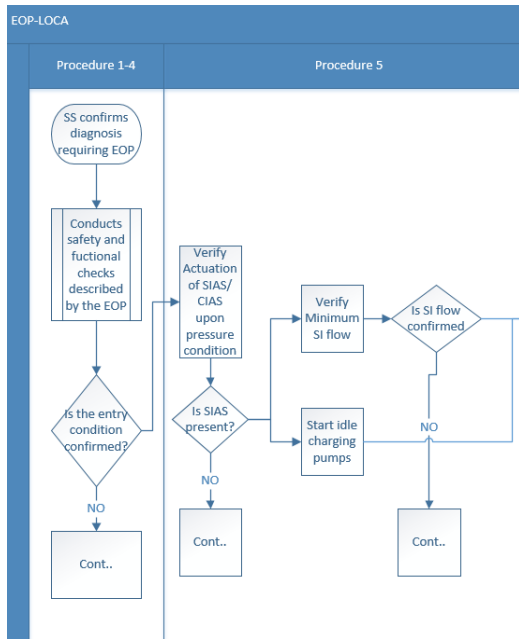 EOP-LOCA
Procedure 1-4
Procedure 5
SS confirms
diagnosis
requiring EOP
Conducts
safety and
fuctional checks
described
by the EOP
Is the entry
condition
confirmed?
NO
Cont..
Verify
Actuation
of SIAS/
CIAS
upon
pressure
condition
Is SIAS
present?
NO
Cont..
Verify
Minimum
SI flow
Start idle
charging
pumps
Is SI flow
confirmed
NO
Cont..